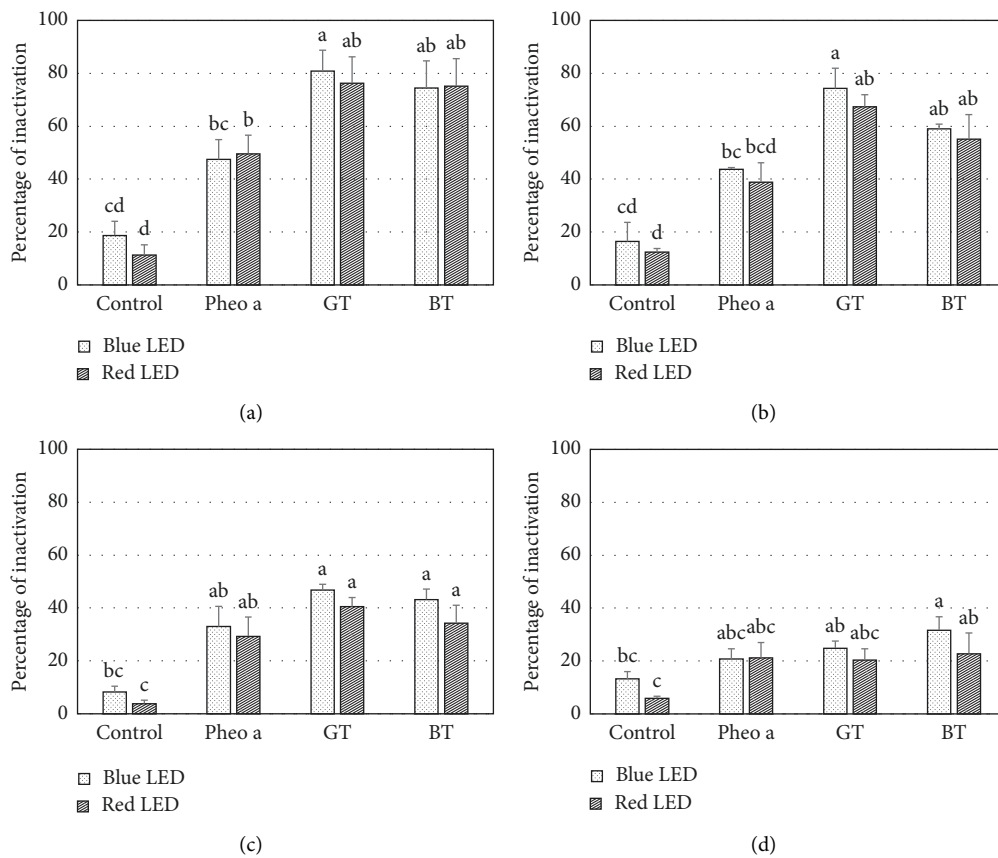 100
80
60
40
20
0
Percentage of inactivation
cd
d
bc
b
a
ab
ab
ab
Control
Pheo a
GT
BT
Blue LED
Red LED
(a)
100
80
60
40
20
0
Percentage of inactivation
cd
d
bc
bcd
a
ab
ab
ab
Control
Pheo a
GT
BT
Blue LED
Red LED
(b)
100
80
60
40
20
0
Percentage of inactivation
bc
c
ab
ab
a
a
a
a
Control
Pheo a
GT
BT
Blue LED
Red LED
(c)
100
80
60
40
20
0
Percentage of inactivation
bc
c
abc
abc
ab
abc
a
ab
Control
Pheo a
GT
BT
Blue LED
Red LED
(d)